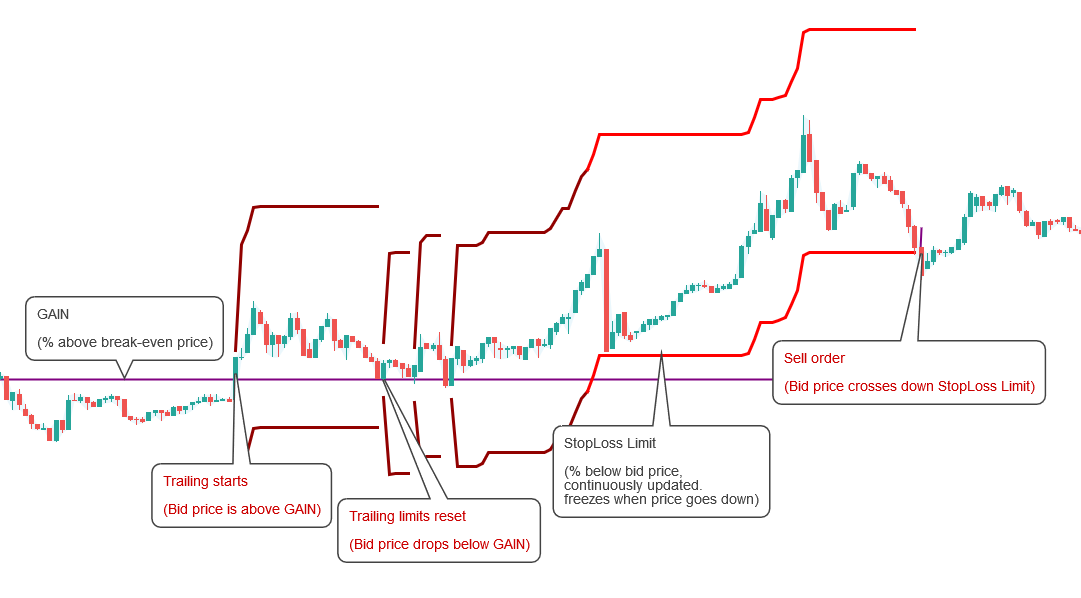 GAIN
(% above break-even price)
Trailing starts
(Bid price is above GAIN)
Trailing limits reset
(Bid price drops below GAIN)
StopLoss Limit
(% below bid price,
continuously updated.
freezes when price goes down)
Sell order
(Bid price crosses down StopLoss Limit)